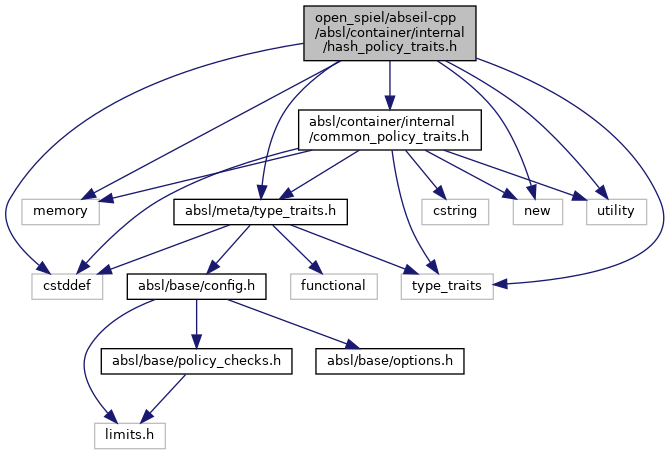 open_spiel/abseil-cpp
/absl/container/internal
/hash_policy_traits.h
absl/container/internal
/common_policy_traits.h
memory
absl/meta/type_traits.h
cstring
new
utility
cstddef
absl/base/config.h
functional
type_traits
absl/base/policy_checks.h
absl/base/options.h
limits.h